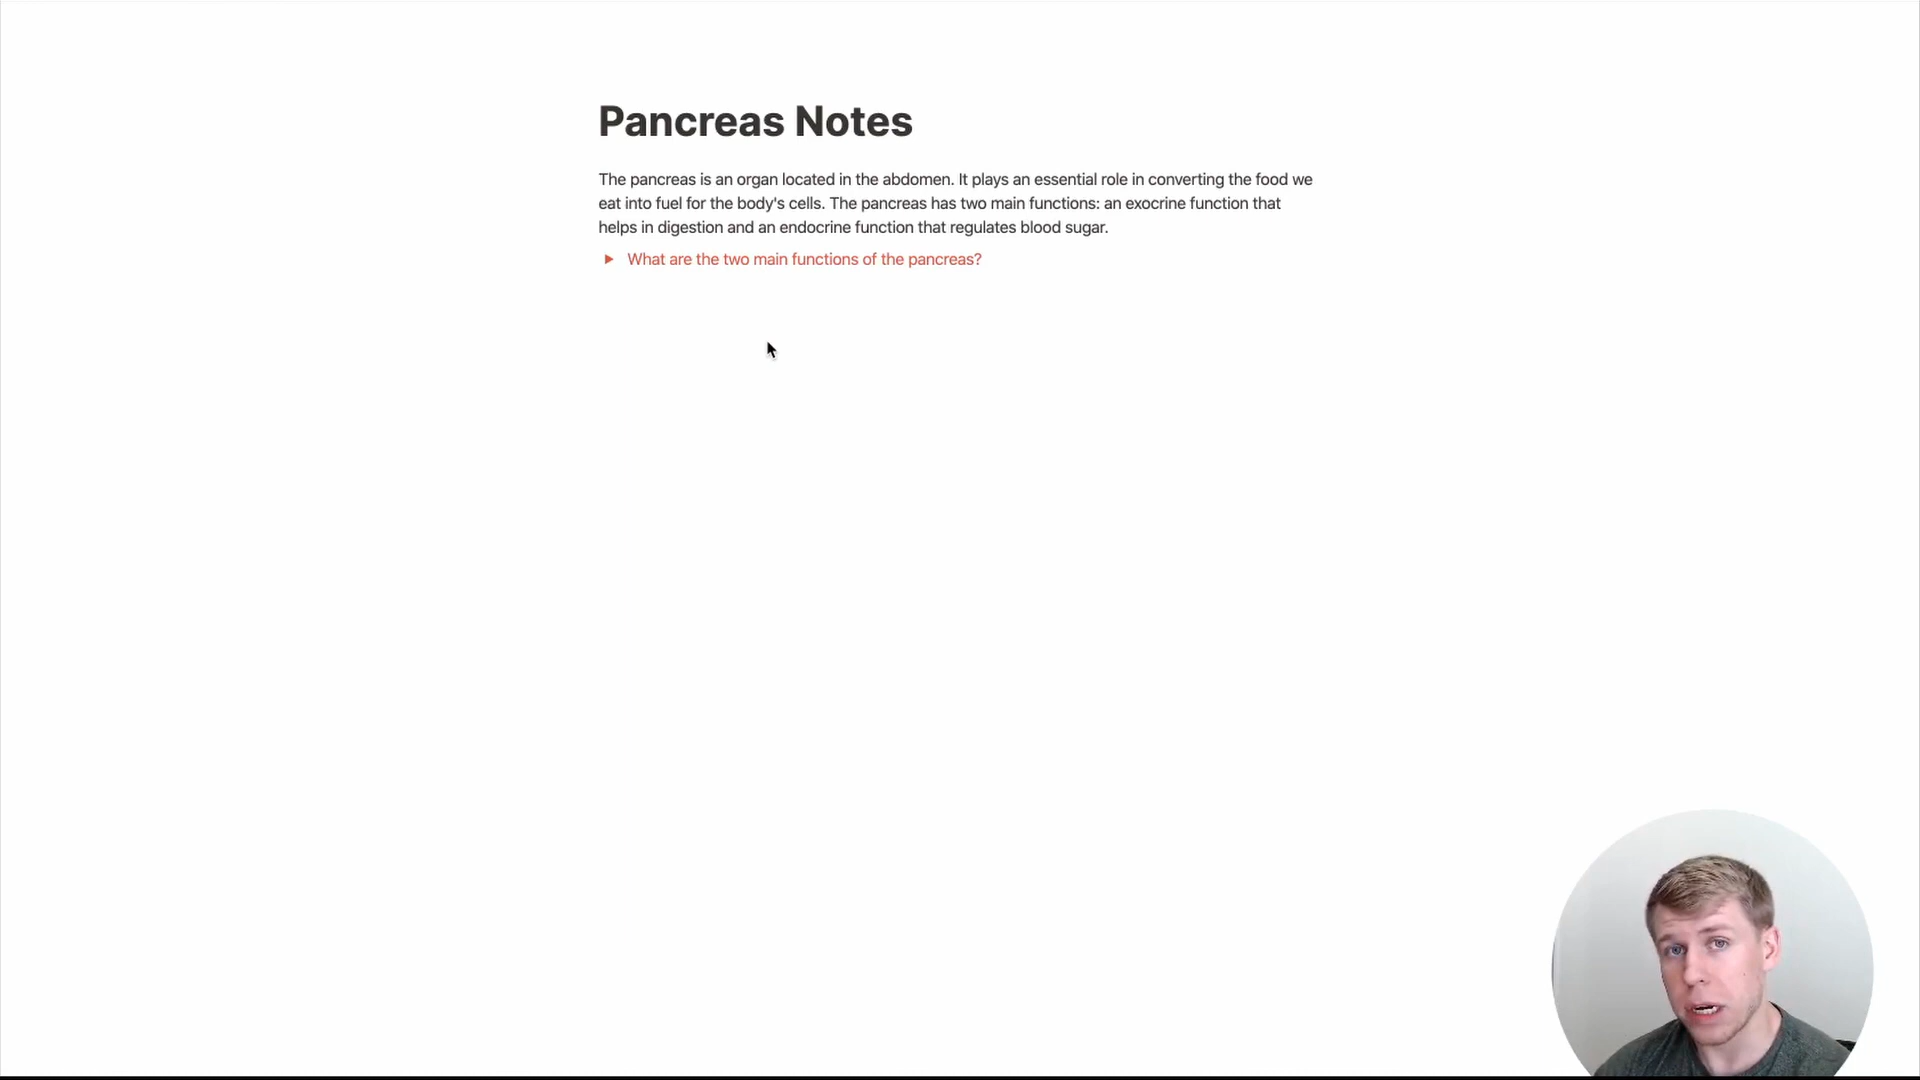 Pancreas Notes
The pancreas is an organ located in the abdomen. It plays an essential role in converting the food we
eat into fuel for the body's cells. The pancreas has two main functions: an exocrine function that
helps in digestion and an endocrine function that regulates blood sugar.
What are the two main functions of the pancreas?